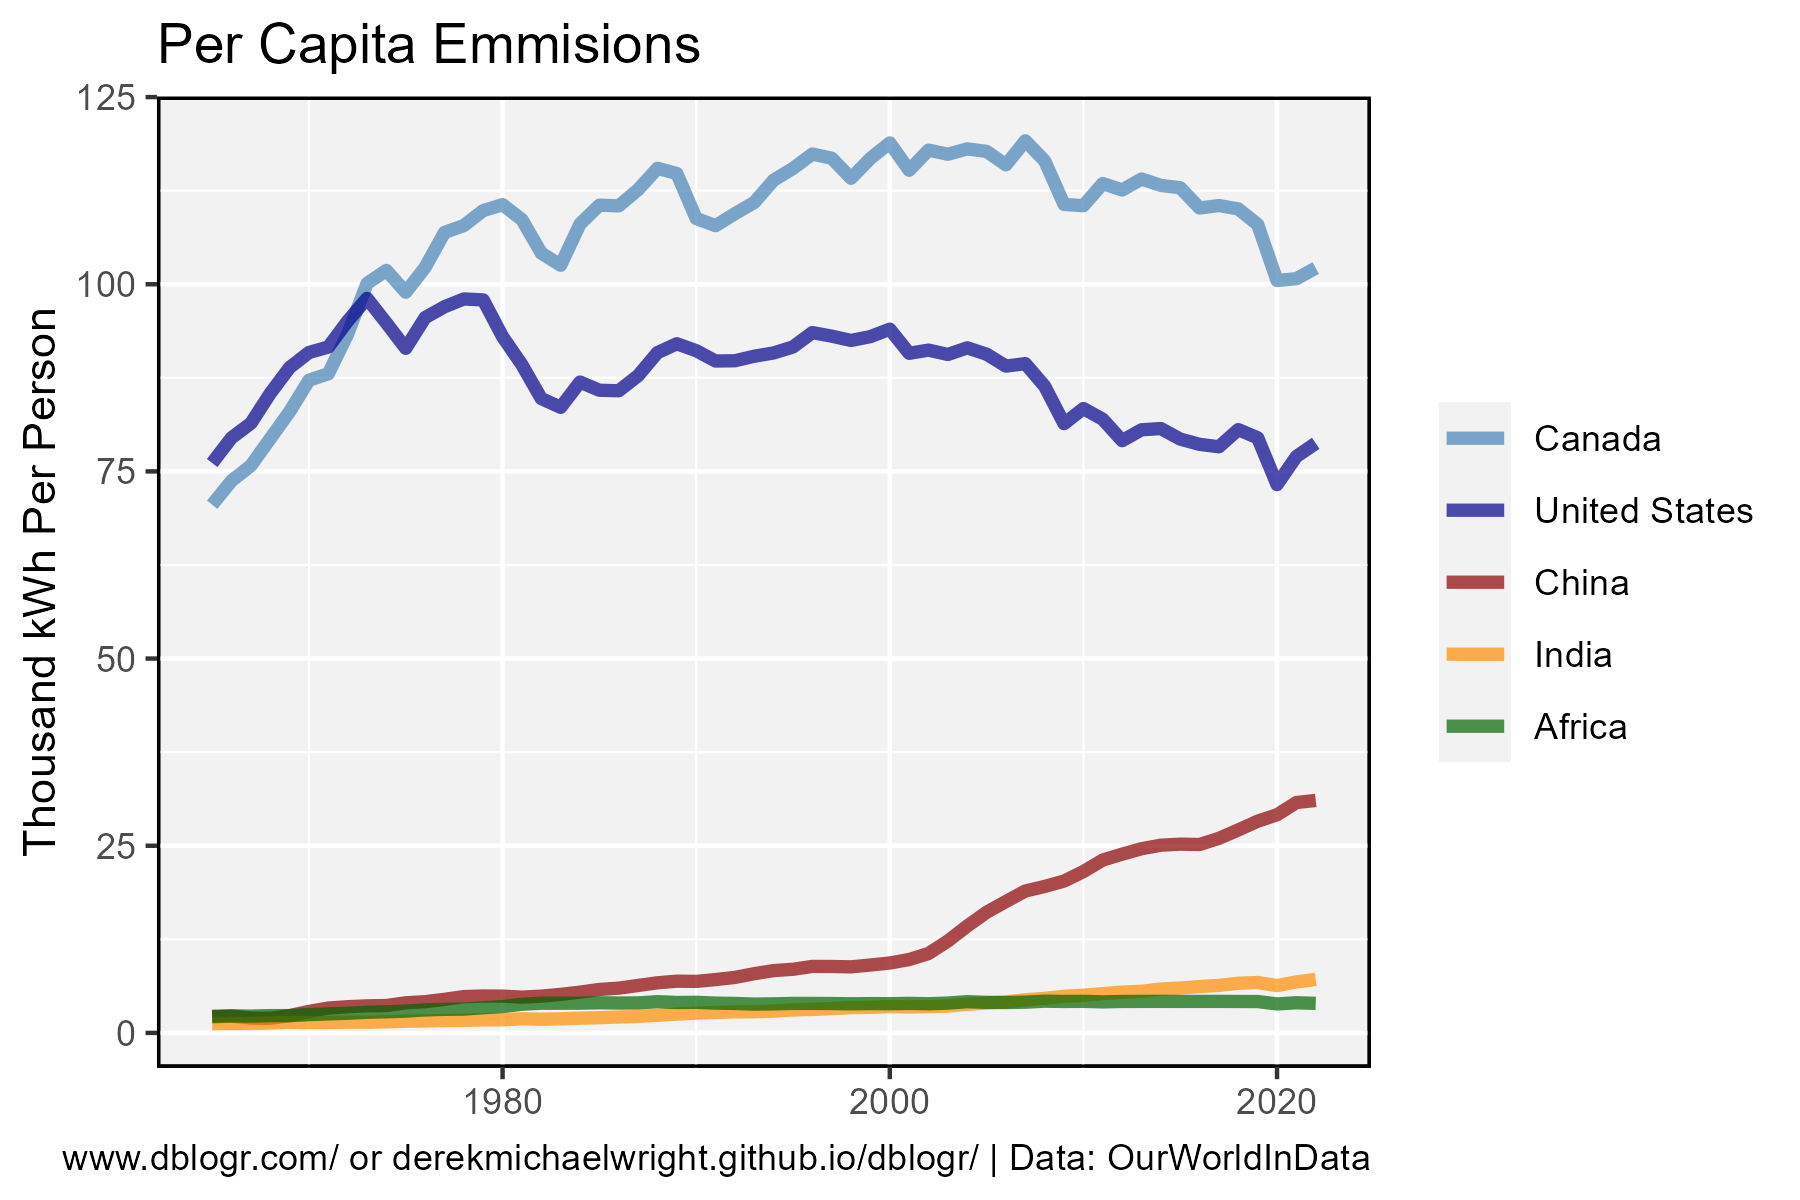 Per Capita Emmisions
Thousand kWh Per Person
125
100
75
50
25
0
1980
2000
2020
Canada
United States
China
India
Africa
www.dblogr.com/ or derekmichaelwright.github.io/dblogr/ | Data: OurWorldInData